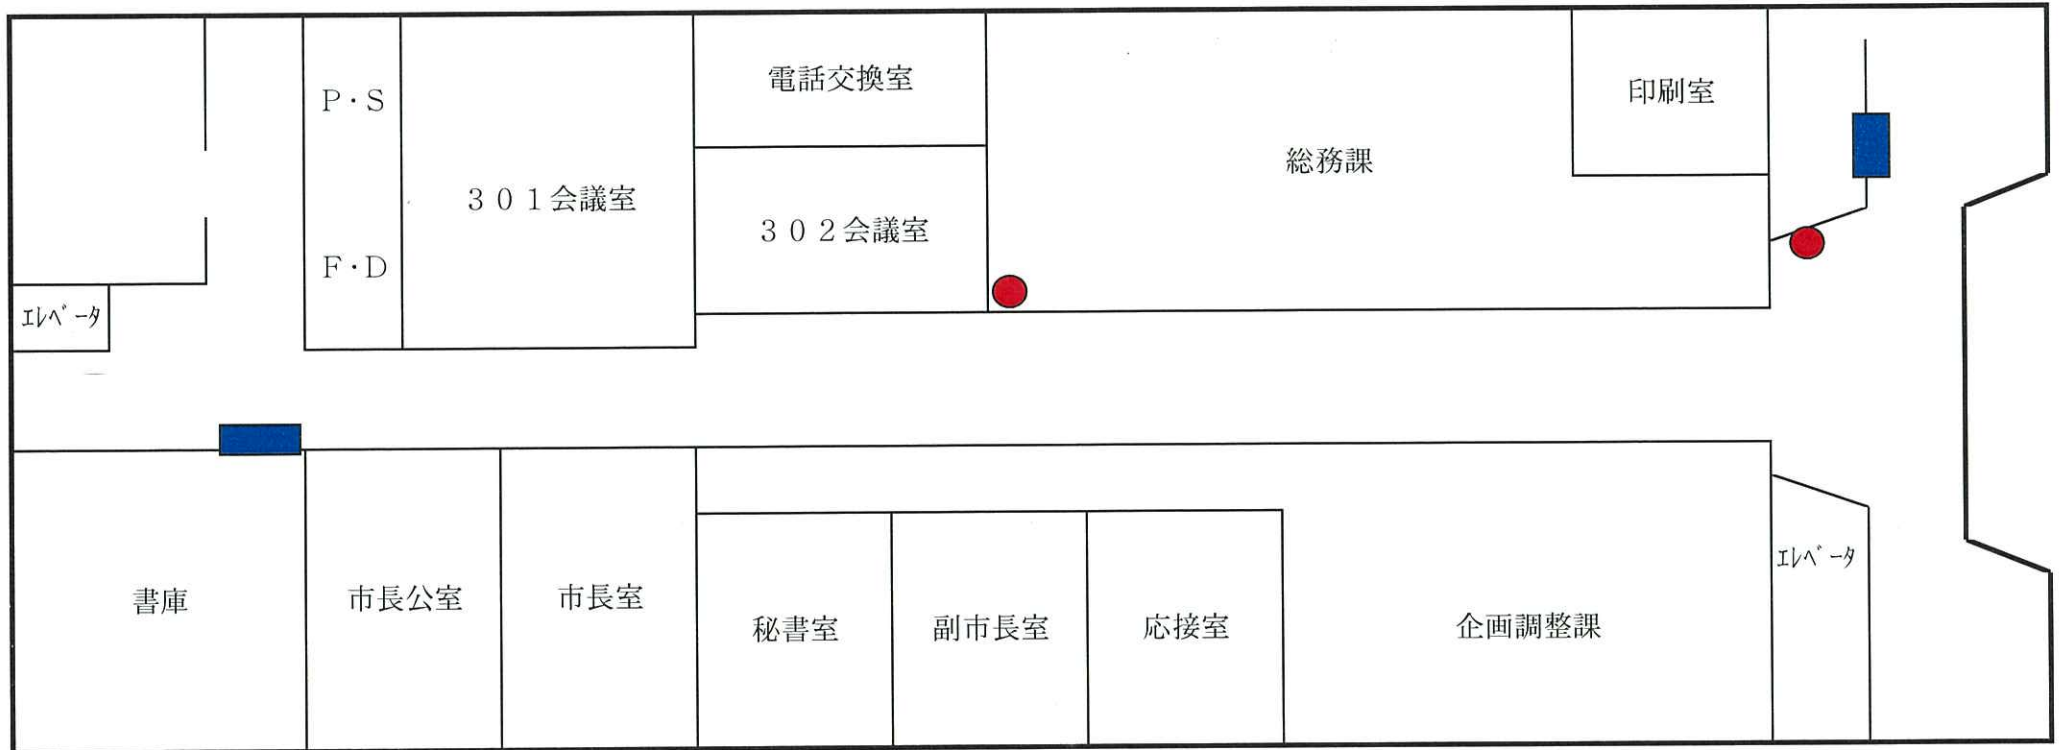 P・S
F・D
３０１会議室
電話交換室
３０２会議室
総務課
印刷室
ｴﾚﾍﾞｰﾀ
書庫
市長公室
市長室
秘書室
副市長室
応接室
企画調整課
ｴﾚﾍﾞｰﾀ